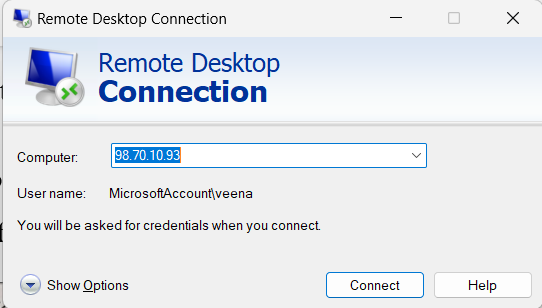 Remote Desktop Connection
Remote Desktop
Connection
Computer: 98.70.10.93
User name: MicrosoftAccount\veena
You will be asked for credentials when you connect.
Show Options Connect Help